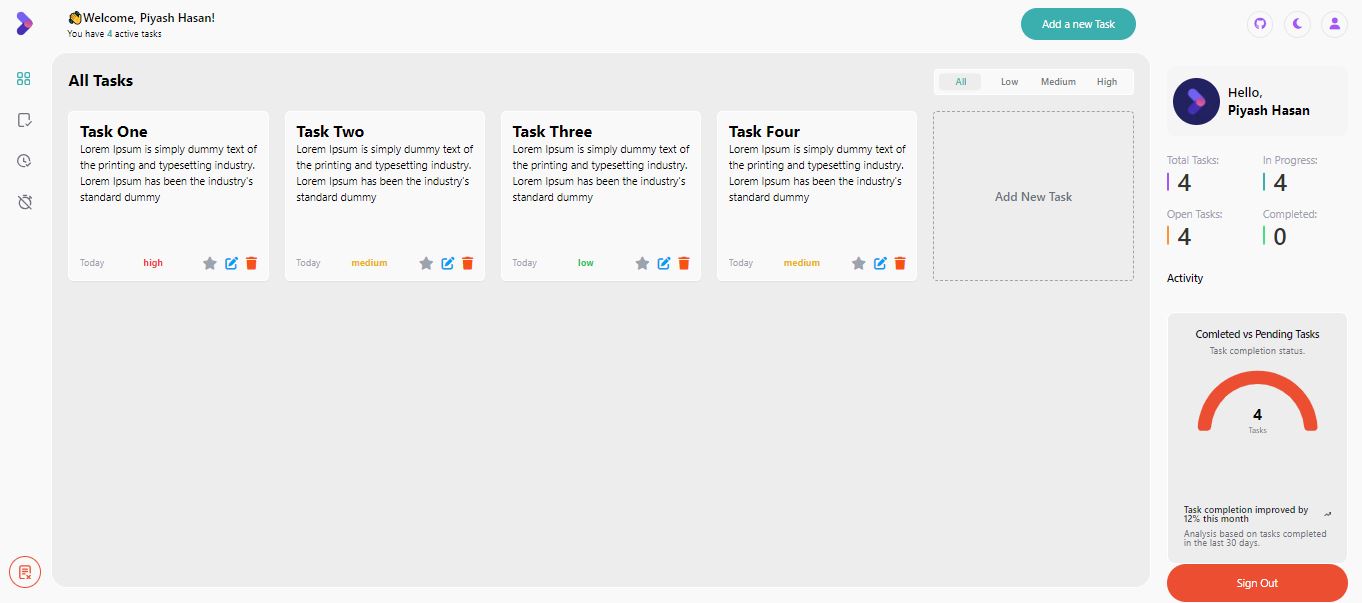 Welcome, Piyash Hasan!
You have 4 active tasks
Add a new Task
All Tasks
All
Low
Medium
High
Task One
Lorem Ipsum is simply dummy text of
the printing and typesetting industry.
Lorem Ipsum has been the industry's
standard dummy
Today
high
Task Two
Lorem Ipsum is simply dummy text of
the printing and typesetting industry.
Lorem Ipsum has been the industry's
standard dummy
Today
medium
Task Three
Lorem Ipsum is simply dummy text of
the printing and typesetting industry.
Lorem Ipsum has been the industry's
standard dummy
Today
low
Task Four
Lorem Ipsum is simply dummy text of
the printing and typesetting industry.
Lorem Ipsum has been the industry's
standard dummy
Today
medium
Add New Task
Hello,
Piyash Hasan
Total Tasks:
4
In Progress:
4
Open Tasks:
4
Completed:
0
Activity
Comleted vs Pending Tasks
Task completion status.
4
Tasks
Task completion improved by
12% this month
Analysis based on tasks completed
in the last 30 days.
Sign Out